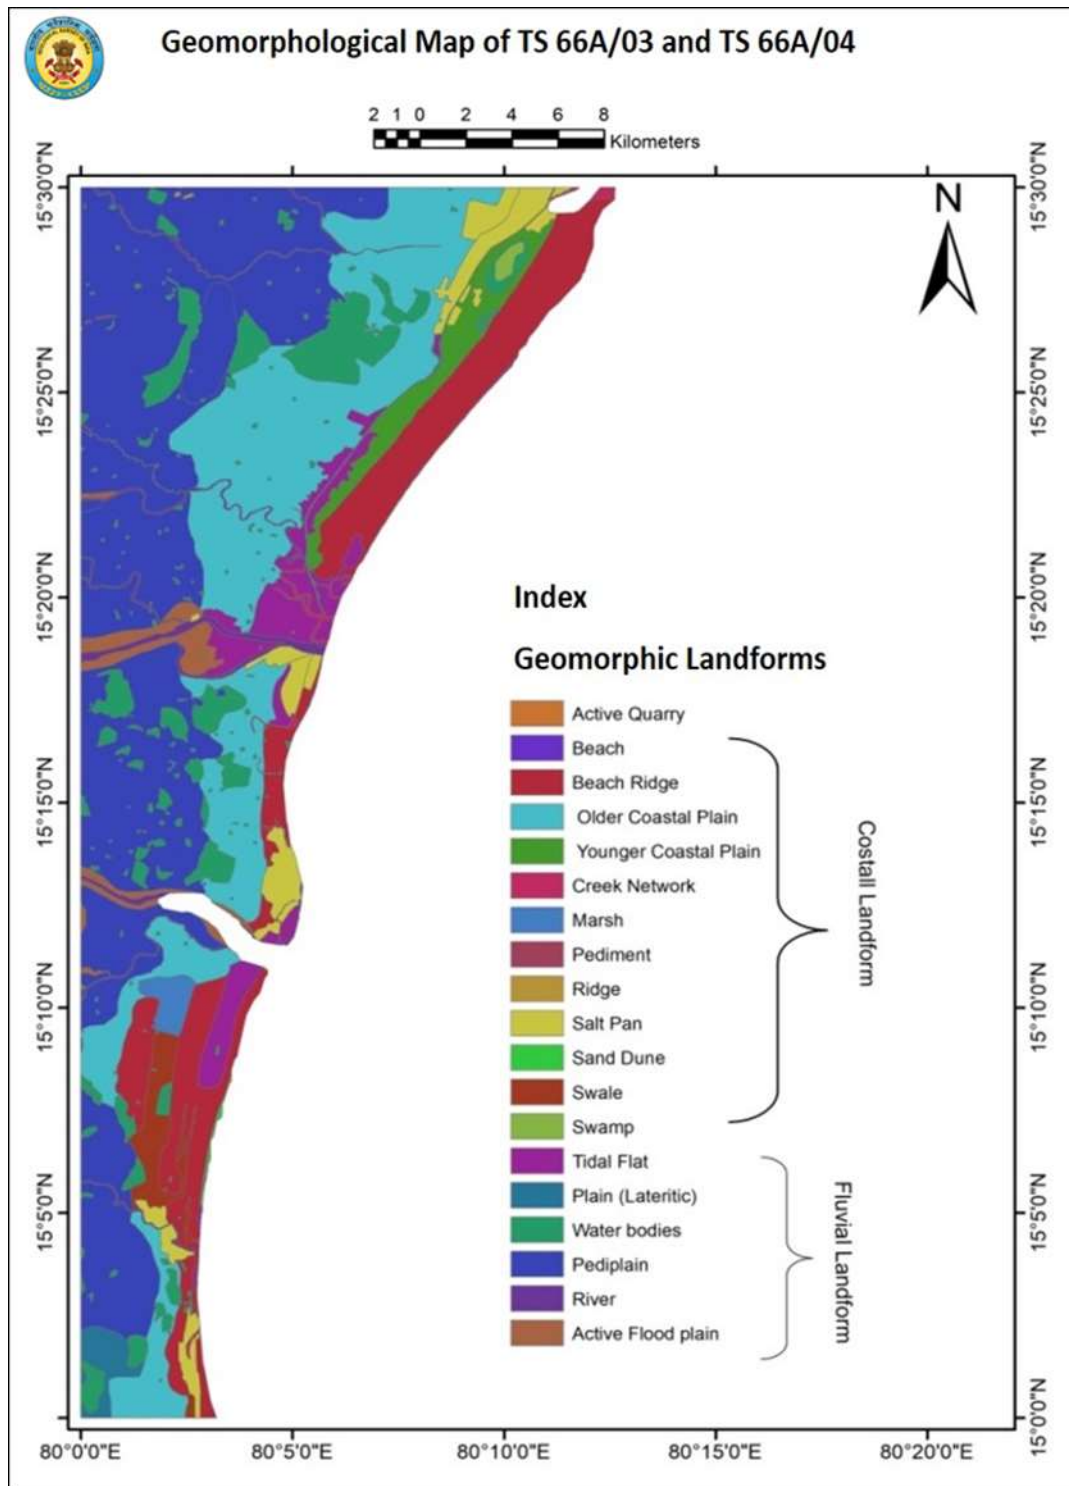 Geomorphological Map of TS 66A/03 and TS 66A/04
2 1 0 2 4 6 8
Kilometers
15°30'0"N
15°25'0"N
15°20'0"N
15°15'0"N
15°10'0"N
15°5'0"N
15°0'0"N
N
Index
Geomorphic Landforms
Active Quarry
Beach
Beach Ridge
Older Coastal Plain
Younger Coastal Plain
Creek Network
Marsh
Pediment
Ridge
Salt Pan
Sand Dune
Swale
Swamp
Tidal Flat
Plain (Lateritic)
Water bodies
Pediplain
River
Active Flood plain
Costall Landform
Fluvial Landform
15°30'0"N
15°25'0"N
15°20'0"N
15°15'0"N
15°10'0"N
15°5'0"N
15°0'0"N
80°0'0"E
80°5'0"E
80°10'0"E
80°15'0"E
80°20'0"E